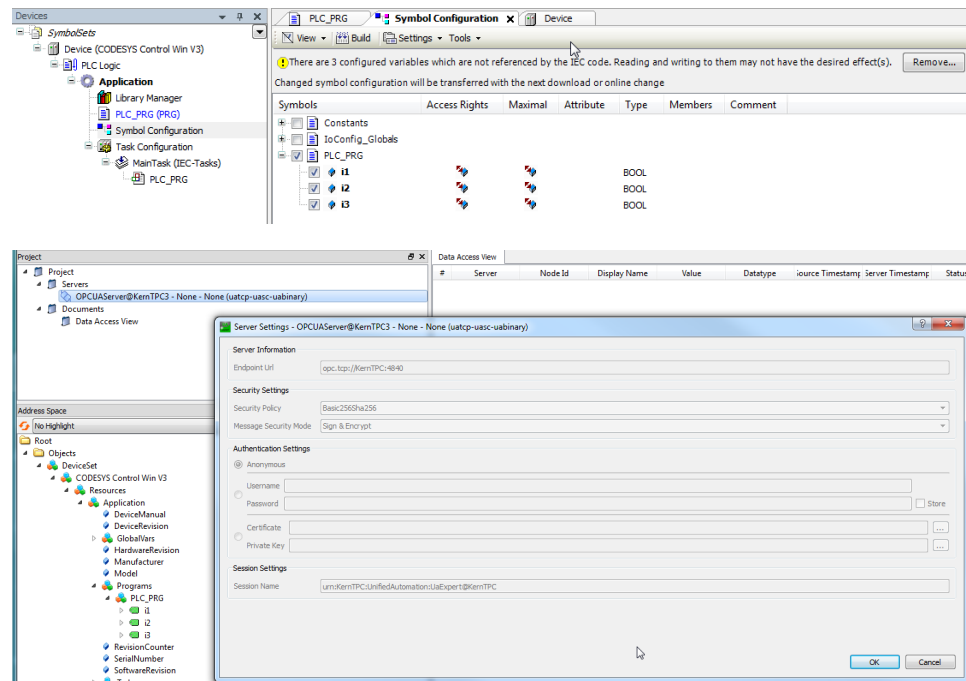 Devices
SymbolSets
Device (CODESYS Control Win V3)
PLC Logic
Application
Library Manager
PLC_PRG (PRG)
Symbol Configuration
Task Configuration
MainTask (IEC-Tasks)
PLC_PRG
PLC_PRG Symbol Configuration Device
View Build Settings Tools
There are 3 configured variables which are not referenced by the IEC code. Reading and writing to them may not have the desired effect(s). Remove...
Changed symbol configuration will be transferred with the next download or online change
Symbols Access Rights Maximal Attribute Type Members Comment
Constants
IoConfig_Globals
PLC_PRG
i1 BOOL
i2 BOOL
i3 BOOL
Project
Project
Servers
OPCUAServer@KernTPC3 - None - None (uatcp-uasc-uabinary)
Documents
Data Access View
Data Access View
# Server Node Id Display Name Value Datatype Server Timestamp
Server Settings - OPCUAServer@KernTPC3 - None - None (uatcp-uasc-uabinary)
Server Information
Endpoint Url opc.tcp://KernTPC:4840
Security Settings
Security Policy Basic256Sha256
Message Security Mode Sign & Encrypt
Authentication Settings
Anonymous
Username
Password Store
Certificate ...
Private Key ...
Session Settings
Session Name urn:KernTPC:UnifiedAutomation:UaExpert@KernTPC
OK Cancel
Address Space
No Highlight
Root
Objects
DeviceSet
CODESYS Control Win V3
Resources
Application
DeviceManual
DeviceRevision
GlobalVars
HardwareRevision
Manufacturer
Model
Programs
PLC_PRG
i1
i2
i3
RevisionCounter
SerialNumber
SoftwareRevision